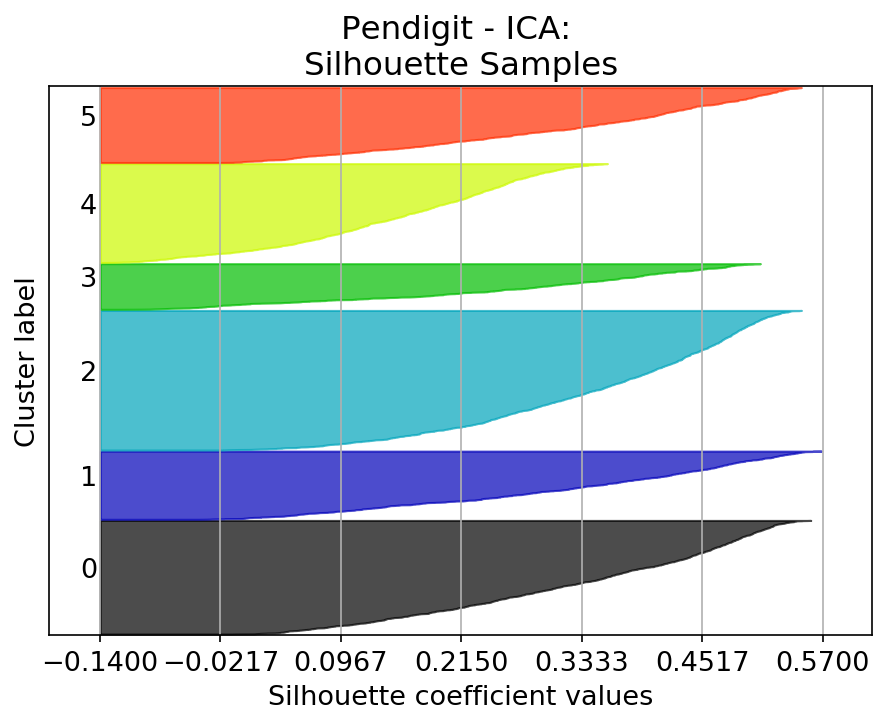 Pendigit - ICA:
Silhouette Samples
Cluster label
5
4
3
2
1
0
−0.1400 −0.0217 0.0967 0.2150 0.3333 0.4517 0.5700
Silhouette coefficient values